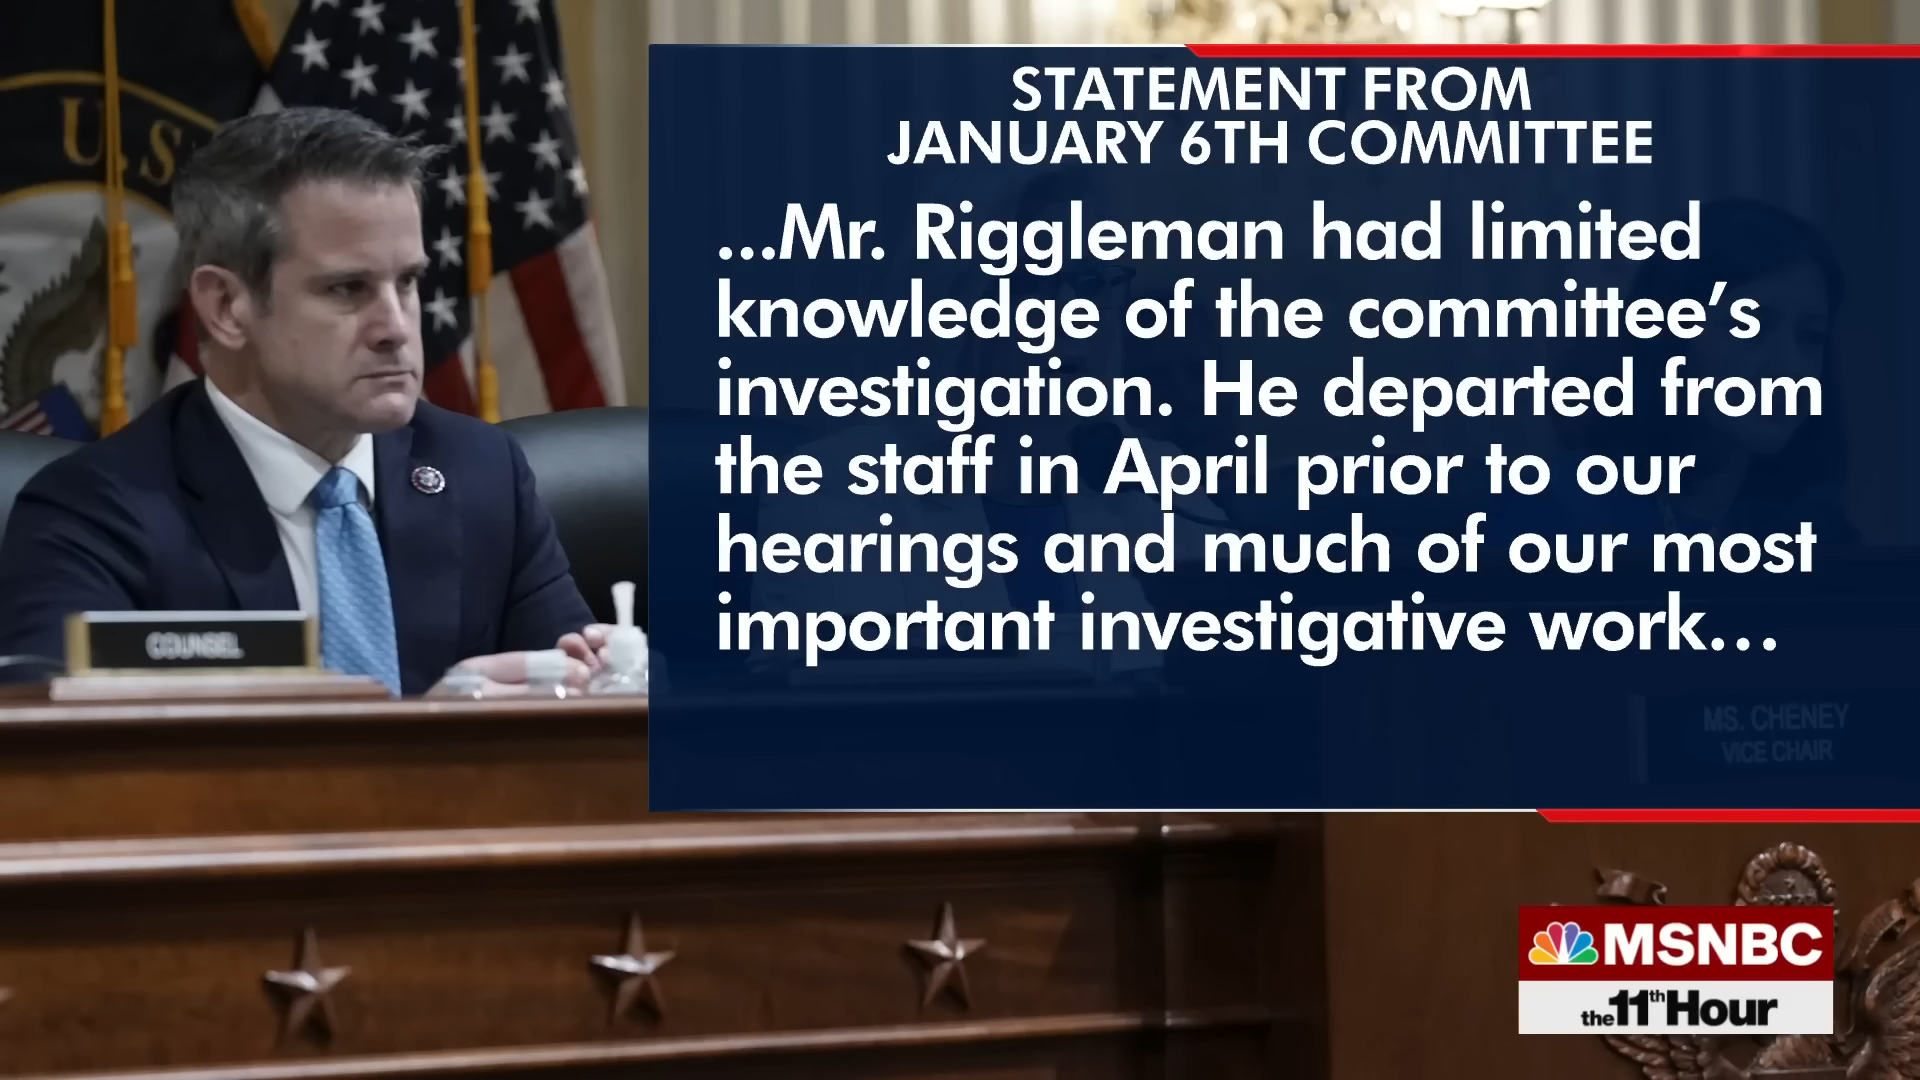 STATEMENT FROM
JANUARY 6TH COMMITTEE
...Mr. Riggleman had limited
knowledge of the committee’s
investigation. He departed from
the staff in April prior to our
hearings and much of our most
important investigative work...
U.S.
COUNSEL
MS. CHENEY
VICE CHAIR
MSNBC
the 11th Hour